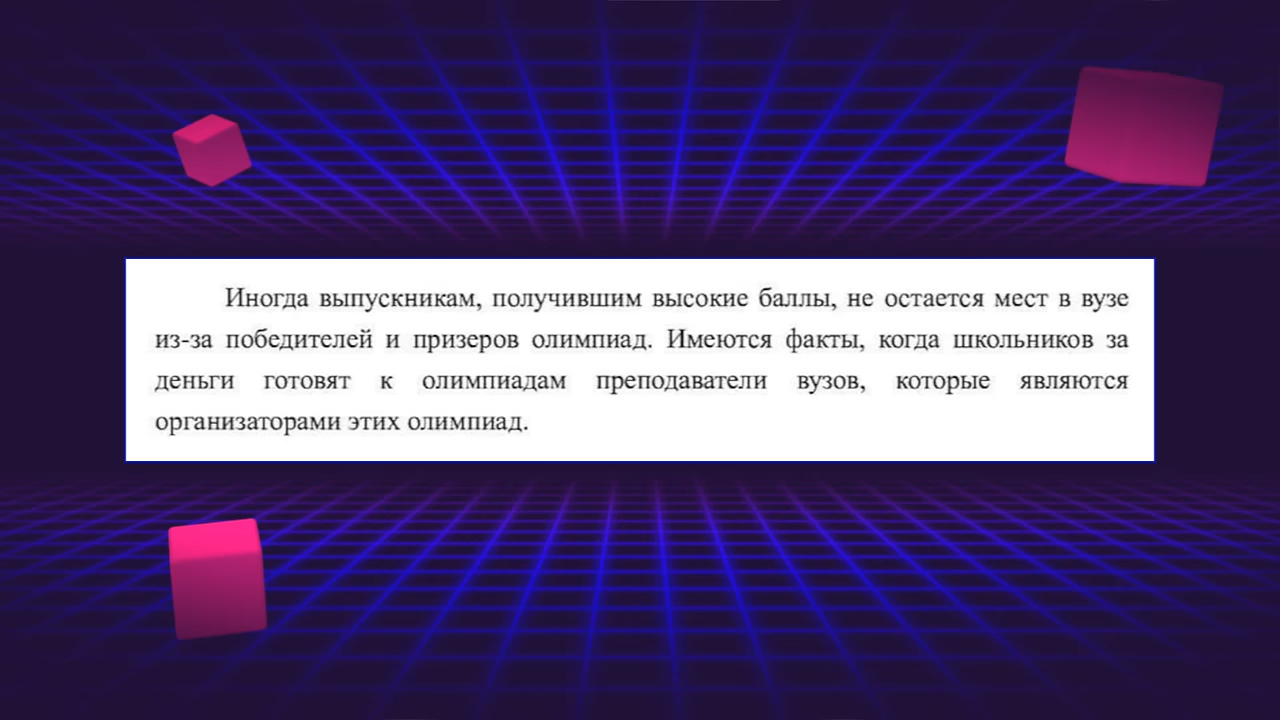 Иногда выпускникам, получившим высокие баллы, не остается мест в вузе
из-за победителей и призеров олимпиад. Имеются факты, когда школьников за
деньги готовят к олимпиадам преподаватели вузов, которые являются
организаторами этих олимпиад.